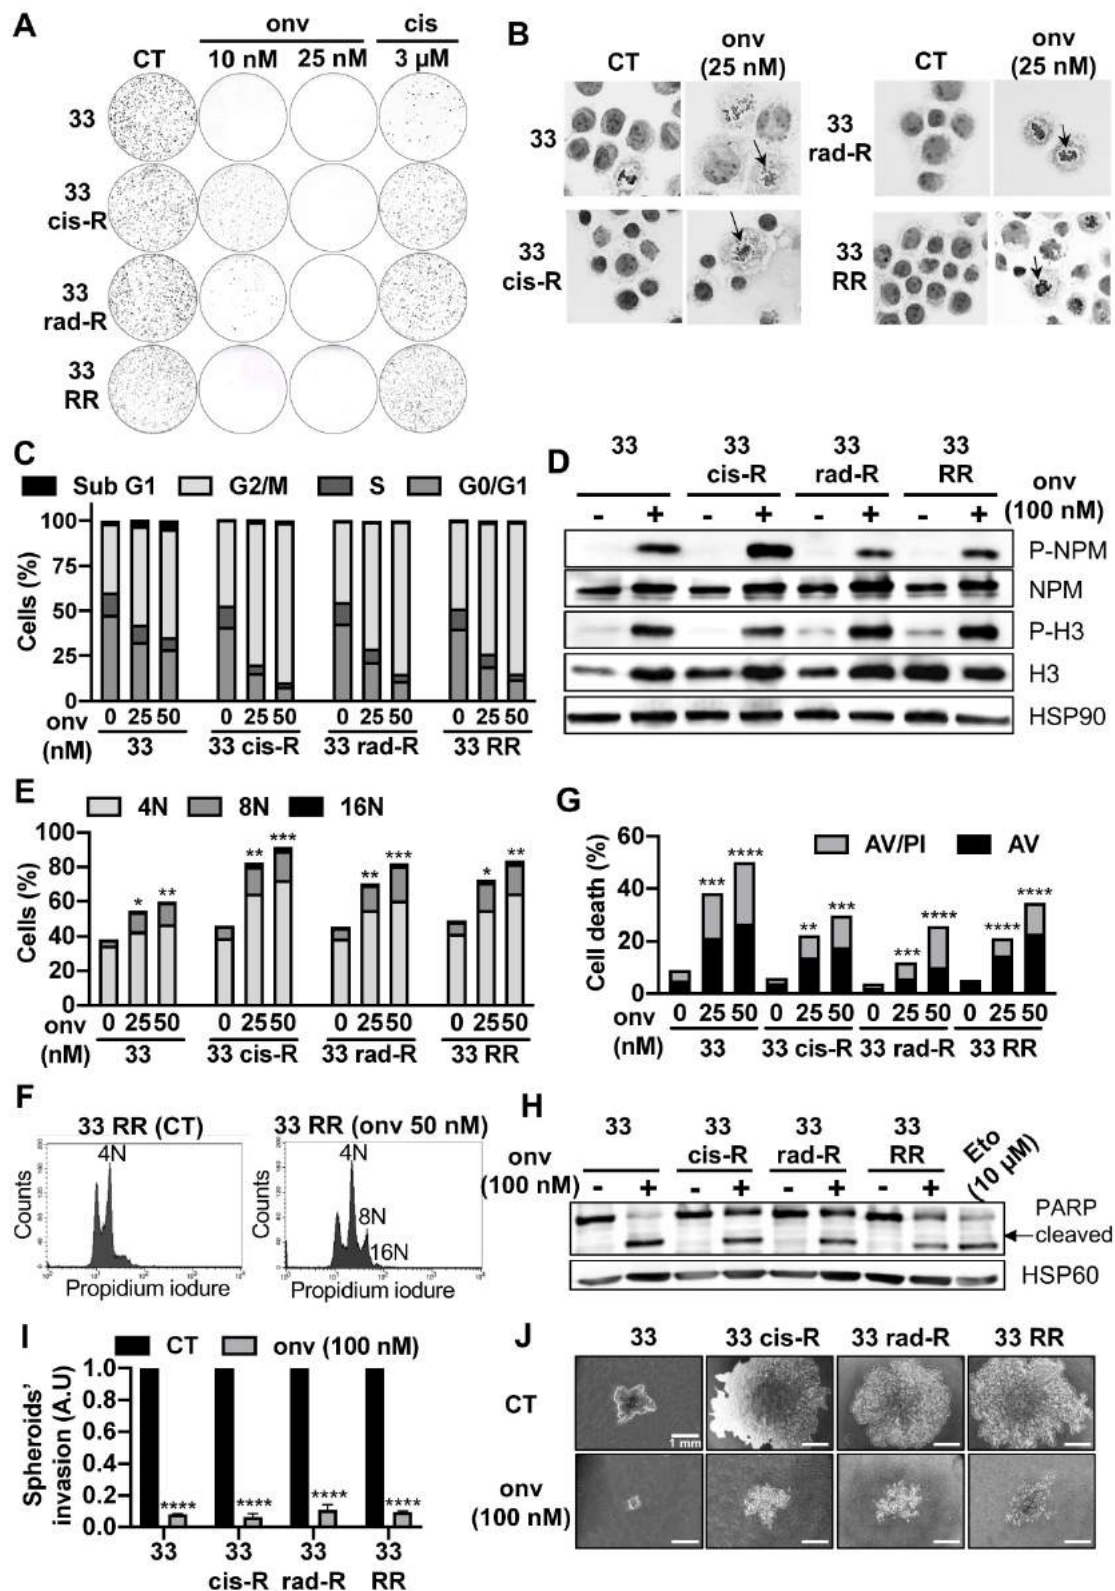 A
onv
cis
CT
10 nM
25 nM
3 µM
33
33
cis-R
33
rad-R
33
RR
B
CT
onv
(25 nM)
CT
onv
(25 nM)
33
33
rad-R
33
cis-R
33
RR
C
Sub G1
G2/M
S
G0/G1
Cells (%)
100
75
50
25
0
onv
(nM)
0 25 50
0 25 50
0 25 50
0 25 50
33
33 cis-R
33 rad-R
33 RR
D
33
33
cis-R
33
rad-R
33
RR
onv
(100 nM)
- + - + - + - +
P-NPM
NPM
P-H3
H3
HSP90
E
4N
8N
16N
Cells (%)
100
80
60
40
20
0
* ** ** *** ** *** * **
onv
(nM)
0 25 50
0 25 50
0 25 50
0 25 50
33
33 cis-R
33 rad-R
33 RR
G
AV/PI
AV
Cell death (%)
60
40
20
0
*** **** ** *** *** **** **** ****
onv
(nM)
0 25 50
0 25 50
0 25 50
0 25 50
33
33 cis-R
33 rad-R
33 RR
F
33 RR (CT)
4N
Counts
Propidium iodure
33 RR (onv 50 nM)
4N
8N
16N
Counts
Propidium iodure
H
33
33
cis-R
33
rad-R
33
RR
Eto
(10 µM)
onv
(100 nM)
- + - + - + - +
PARP
cleaved
HSP60
I
CT
onv (100 nM)
Spheroids'
invasion (A.U)
1.0
0.8
0.6
0.4
0.2
0.0
**** **** **** ****
33
33
cis-R
33
rad-R
33
RR
J
33
33 cis-R
33 rad-R
33 RR
CT
1 mm
onv
(100 nM)